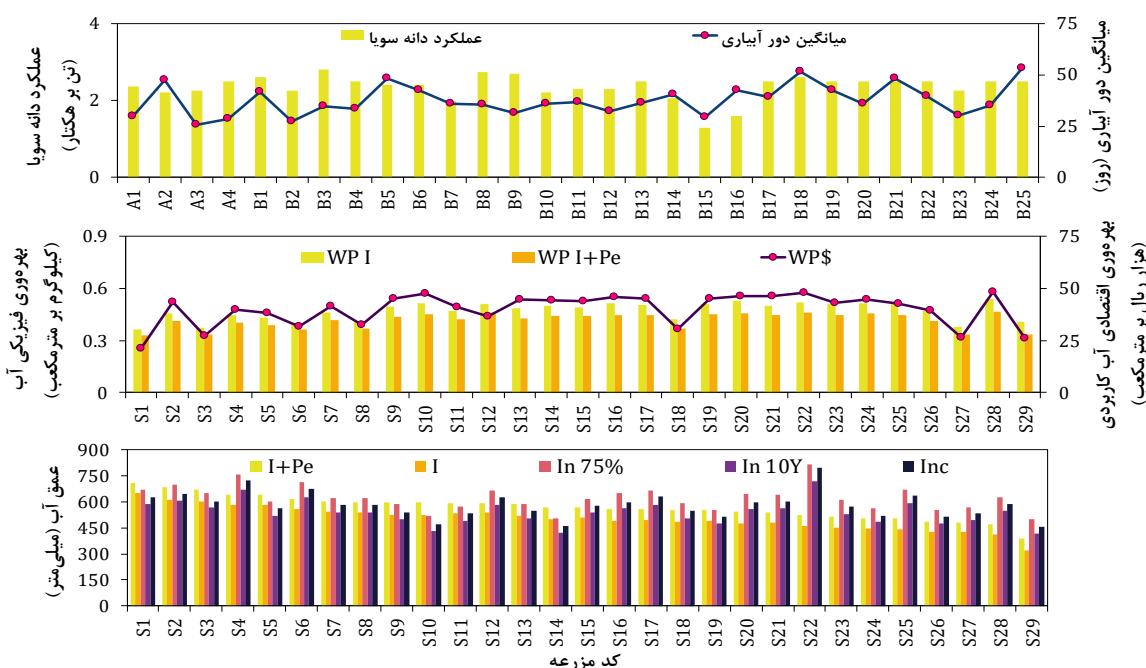 عملکرد دانه سویا
(تن بر هکتار)
4
2
0
عملکرد دانه سویا
میانگین دور آبیاری
75
50
25
0
میانگین دور آبیاری (روز)
A1 A2 A3 A4 B1 B2 B3 B4 B5 B6 B7 B8 B9 B10 B11 B12 B13 B14 B15 B16 B17 B18 B19 B20 B21 B22 B23 B24 B25
بهره‌وری فیزیکی آب
(کیلوگرم بر مترمکعب)
0.9
0.6
0.3
0
WP I
WP I+Pe
WP$
75
50
25
0
بهره‌وری اقتصادی آب کاربردی
(هزار ریال بر مترمکعب)
S1 S2 S3 S4 S5 S6 S7 S8 S9 S10 S11 S12 S13 S14 S15 S16 S17 S18 S19 S20 S21 S22 S23 S24 S25 S26 S27 S28 S29
عمق آب (میلی‌متر)
900
750
600
450
300
150
0
I+Pe
I
In 75%
In 10Y
Inc
S1 S2 S3 S4 S5 S6 S7 S8 S9 S10 S11 S12 S13 S14 S15 S16 S17 S18 S19 S20 S21 S22 S23 S24 S25 S26 S27 S28 S29
کد مزرعه